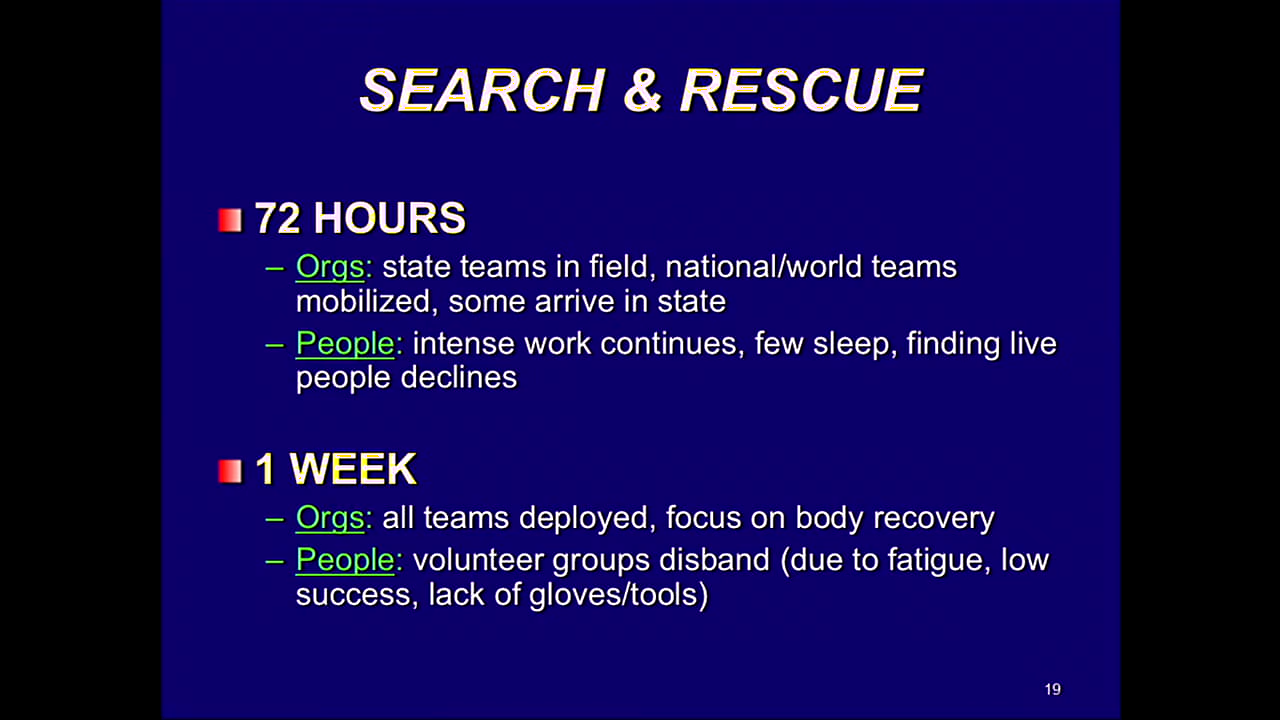 SEARCH & RESCUE
72 HOURS
– Orgs: state teams in field, national/world teams
mobilized, some arrive in state
– People: intense work continues, few sleep, finding live
people declines
1 WEEK
– Orgs: all teams deployed, focus on body recovery
– People: volunteer groups disband (due to fatigue, low
success, lack of gloves/tools)
19